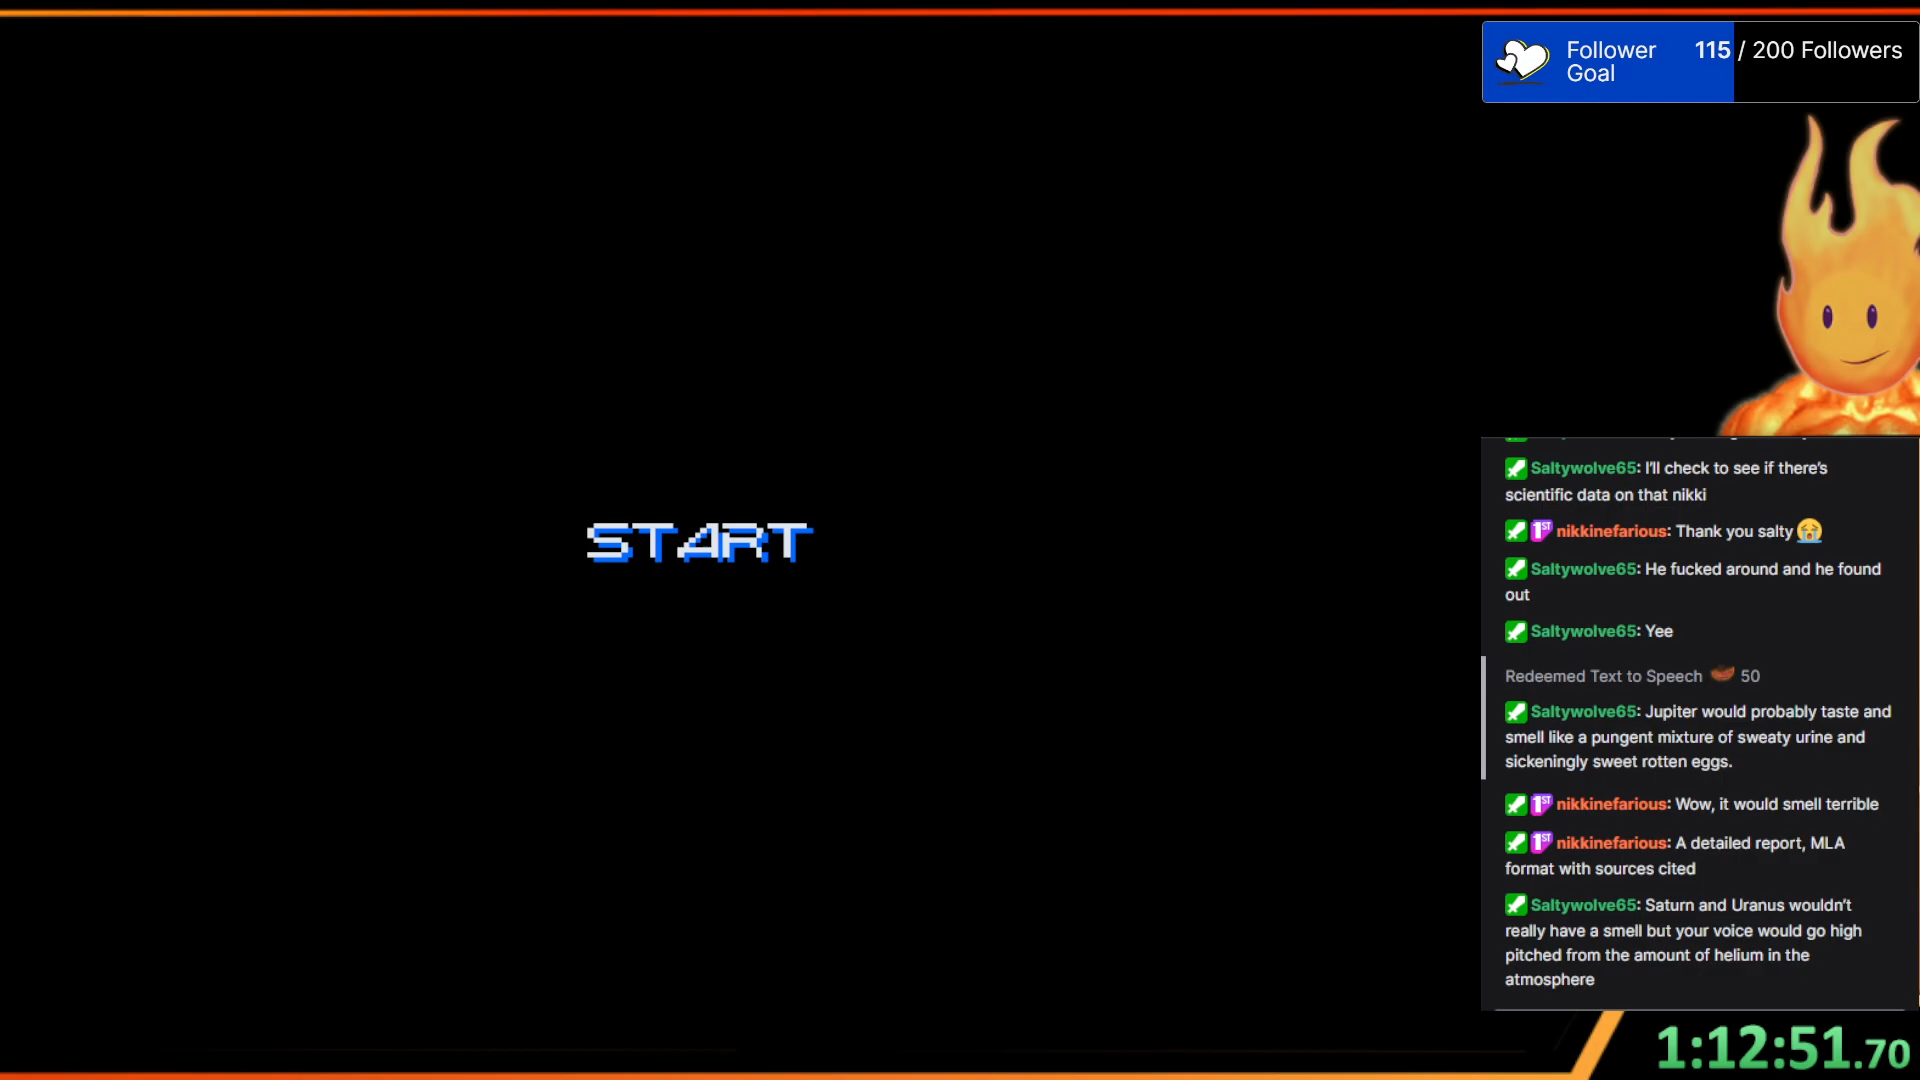 Follower Goal
115 / 200 Followers
START
Saltywolve65: I'll check to see if there's
scientific data on that nikki
nikkinefarious: Thank you salty 😭
Saltywolve65: He fucked around and he found
out
Saltywolve65: Yee
Redeemed Text to Speech 50
Saltywolve65: Jupiter would probably taste and
smell like a pungent mixture of sweaty urine and
sickeningly sweet rotten eggs.
nikkinefarious: Wow, it would smell terrible
nikkinefarious: A detailed report, MLA
format with sources cited
Saltywolve65: Saturn and Uranus wouldn't
really have a smell but your voice would go high
pitched from the amount of helium in the
atmosphere
1:12:51.70